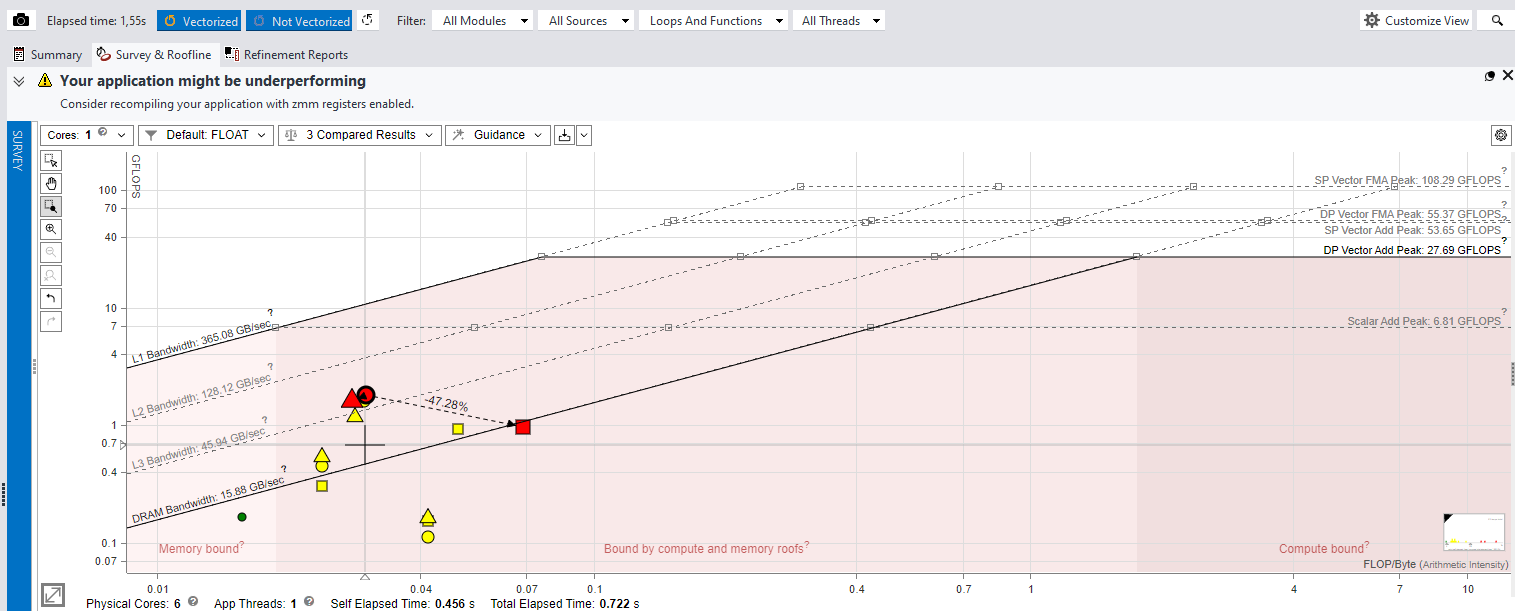 Elapsed time: 1,55s Vectorized Not Vectorized Filter: All Modules All Sources Loops And Functions All Threads Customize View
Summary Survey & Roofline Refinement Reports
Your application might be underperforming
Consider recompiling your application with zmm registers enabled.
SURVEY
Cores: 1 ? Default: FLOAT 3 Compared Results Guidance
GFLOPS
?
SP Vector FMA Peak: 108.29 GFLOPS
?
DP Vector FMA Peak: 55.37 GFLOPS
?
SP Vector Add Peak: 53.65 GFLOPS
?
DP Vector Add Peak: 27.69 GFLOPS
?
Scalar Add Peak: 6.81 GFLOPS
100
70
40
10
7
4
1
0.7
0.4
0.1
0.07
?
L1 Bandwidth: 365.08 GB/sec
?
L2 Bandwidth: 128.12 GB/sec
?
L3 Bandwidth: 45.94 GB/sec
?
DRAM Bandwidth: 15.88 GB/sec
-47.28%
Memory bound? Bound by compute and memory roofs? Compute bound?
FLOP/Byte (Arithmetic Intensity)
0.01 0.04 0.07 0.1 0.4 0.7 1 4 7 10
Physical Cores: 6 ? App Threads: 1 ? Self Elapsed Time: 0.456 s Total Elapsed Time: 0.722 s